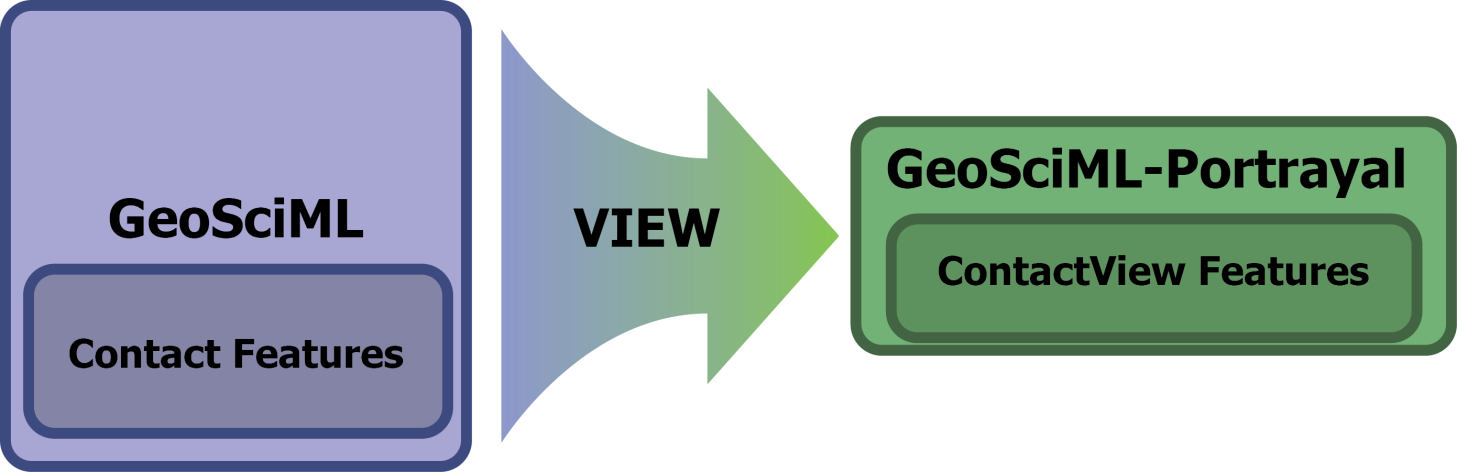 GeoSciML
Contact Features
VIEW
GeoSciML-Portrayal
ContactView Features